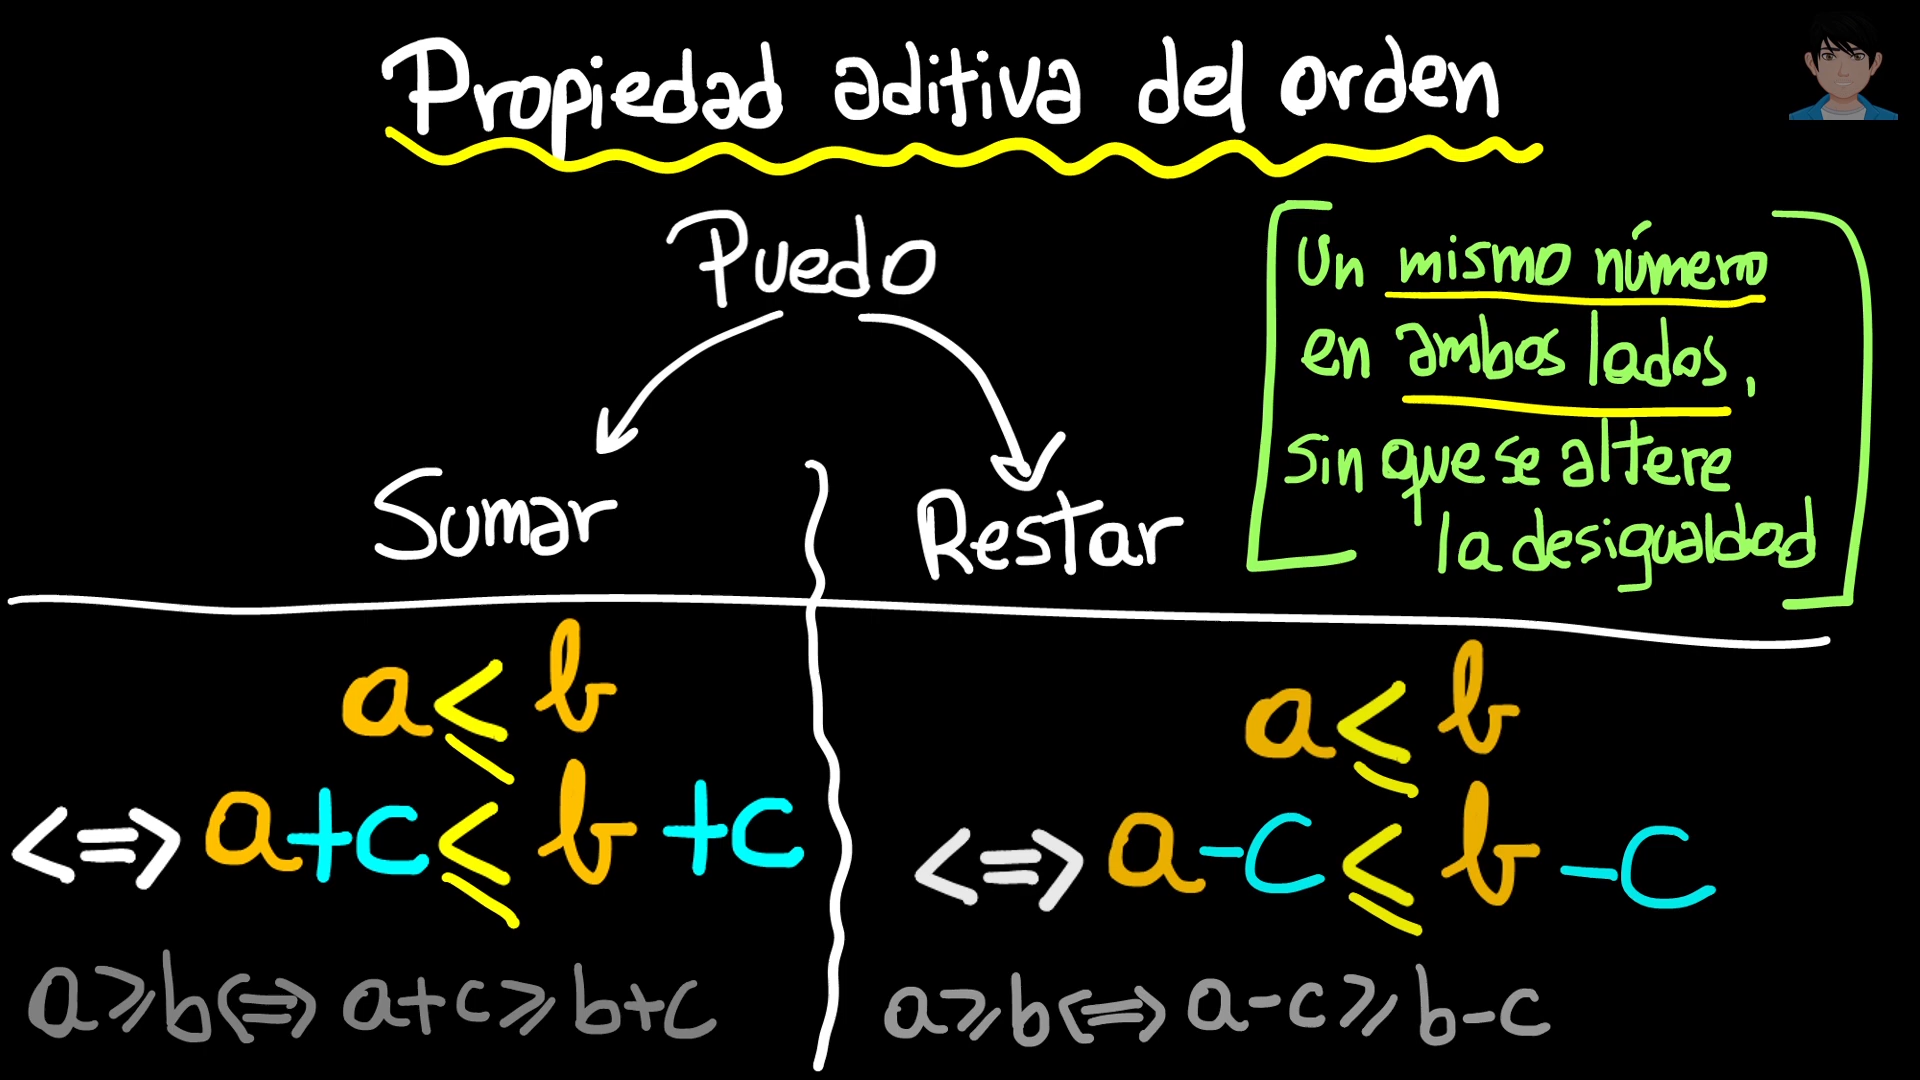 Propiedad aditiva del orden
Puedo
Un mismo número
en ambos lados,
sin que se altere
la desigualdad
Sumar
Restar
a ≤ b
<=> a+c ≤ b+c
a ≥ b <=> a+c ≥ b+c
a ≤ b
<=> a-c ≤ b-c
a ≥ b <=> a-c ≥ b-c